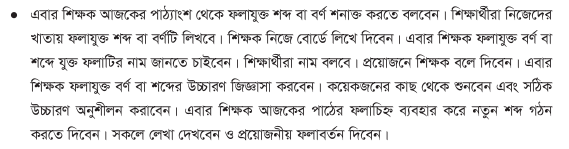 ● এবার শিক্ষক আজকের পাঠ্যাংশ থেকে ফলাযুক্ত শব্দ বা বর্ণ শনাক্ত করতে বলবেন। শিক্ষার্থীরা নিজেদের
খাতায় ফলাযুক্ত শব্দ বা বর্ণটি লিখবে। শিক্ষক নিজে বোর্ডে লিখে দিবেন। এবার শিক্ষক ফলাযুক্ত বর্ণ বা
শব্দে যুক্ত ফলাটির নাম জানতে চাইবেন। শিক্ষার্থীরা নাম বলবে। প্রয়োজনে শিক্ষক বলে দিবেন। এবার
শিক্ষক ফলাযুক্ত বর্ণ বা শব্দের উচ্চারণ জিজ্ঞাসা করবেন। কয়েকজনের কাছ থেকে শুনবেন এবং সঠিক
উচ্চারণ অনুশীলন করাবেন। এবার শিক্ষক আজকের পাঠের ফলাচিহ্ন ব্যবহার করে নতুন শব্দ গঠন
করতে দিবেন। সকলে লেখা দেখবেন ও প্রয়োজনীয় ফলাবর্তন দিবেন।